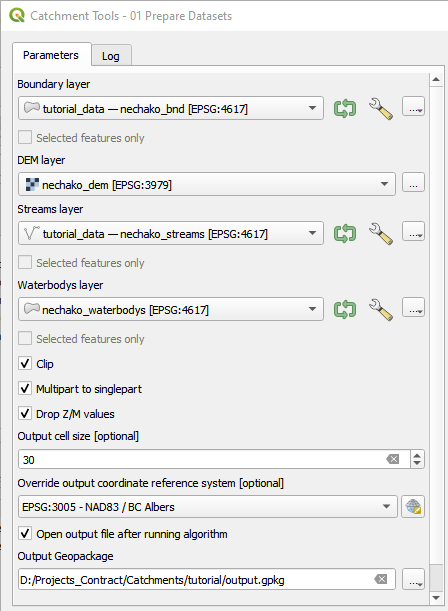 Catchment Tools - 01 Prepare Datasets
Parameters Log
Boundary layer
tutorial_data — nechako_bnd [EPSG:4617]
...
Selected features only
DEM layer
nechako_dem [EPSG:3979]
...
Streams layer
tutorial_data — nechako_streams [EPSG:4617]
...
Selected features only
Waterbodys layer
nechako_waterbodys [EPSG:4617]
...
Selected features only
Clip
Multipart to singlepart
Drop Z/M values
Output cell size [optional]
30
Override output coordinate reference system [optional]
EPSG:3005 - NAD83 / BC Albers
Open output file after running algorithm
Output Geopackage
D:/Projects_Contract/Catchments/tutorial/output.gpkg
...